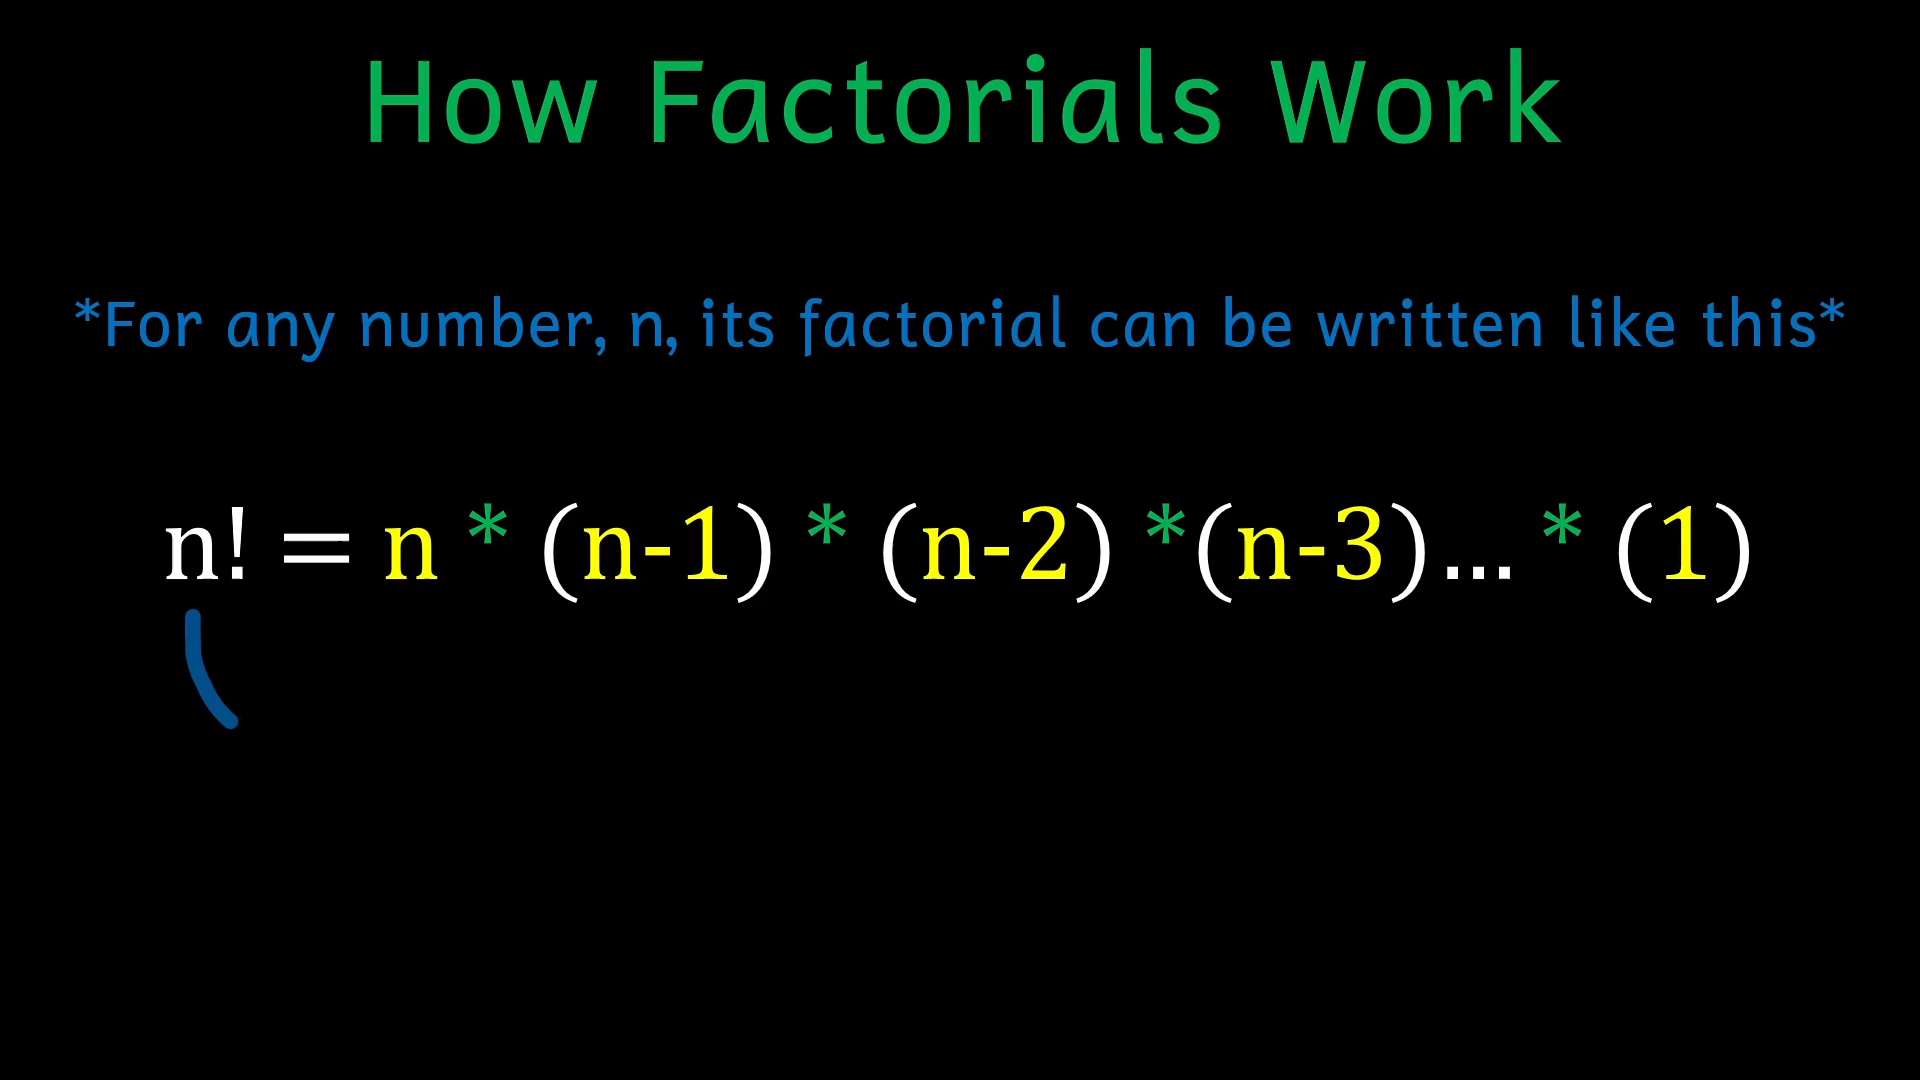 How Factorials Work
*For any number, n, its factorial can be written like this*
n! = n * (n-1) * (n-2) *(n-3)... * (1)